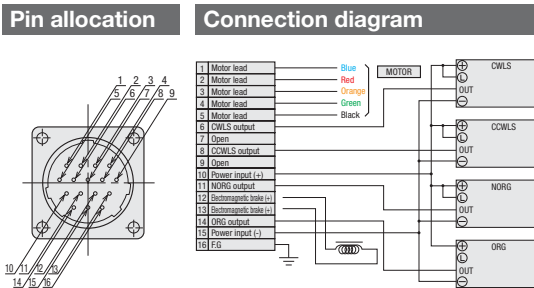 Pin allocation
Connection diagram
1 2 3 4
5 6 7 8 9
10 11 12 13
14 15 16
1 Motor lead Blue
2 Motor lead Red
3 Motor lead Orange
4 Motor lead Green
5 Motor lead Black
6 CWLS output
7 Open
8 CCWLS output
9 Open
10 Power input (+)
11 NORG output
12 Electromagnetic brake (+)
13 Electromagnetic brake (+)
14 ORG output
15 Power input (-)
16 F.G
MOTOR
⊕ CWLS
Ⓛ
OUT
⊖
⊕ CCWLS
Ⓛ
OUT
⊖
⊕ NORG
Ⓛ
OUT
⊖
⊕ ORG
Ⓛ
OUT
⊖